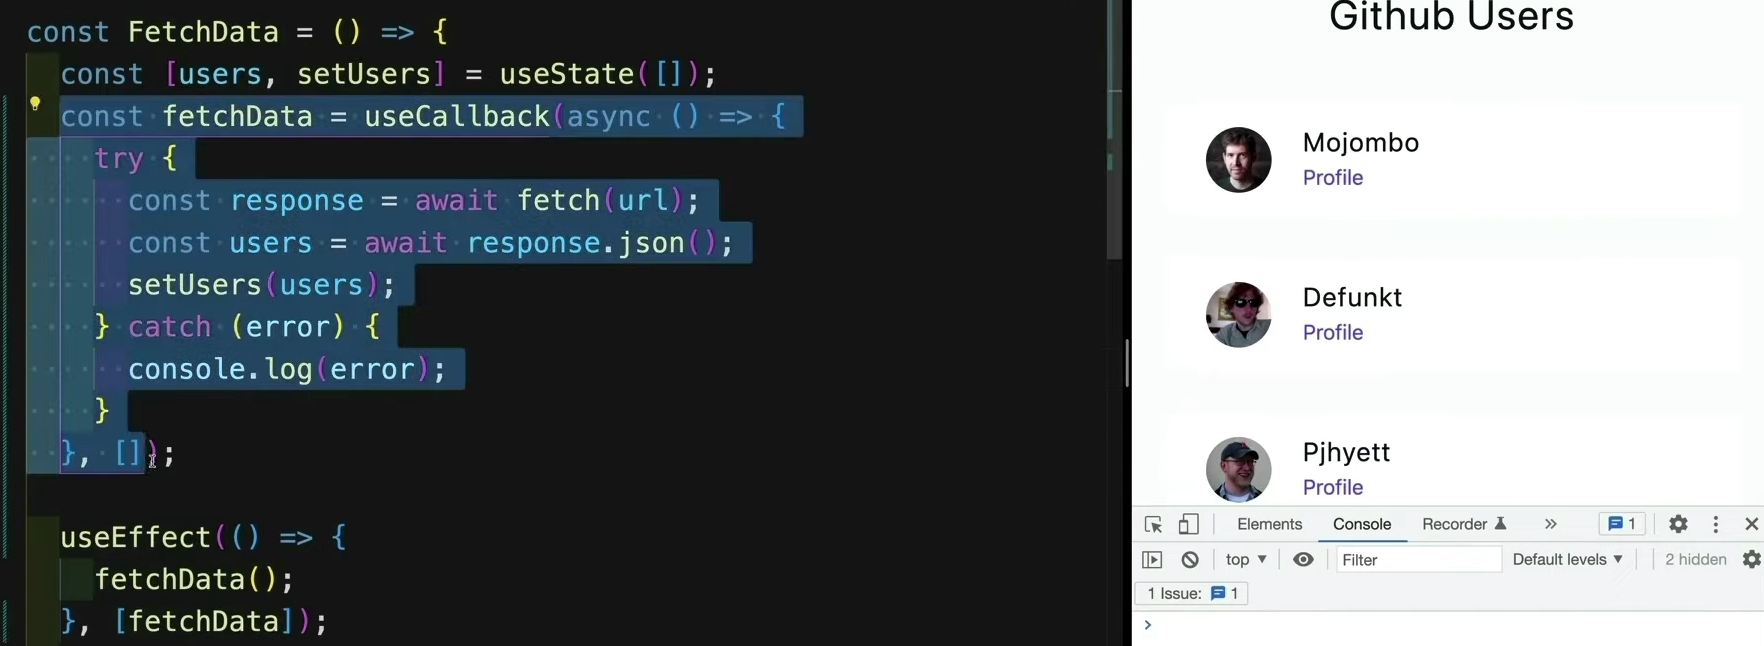 const FetchData = () => {
const [users, setUsers] = useState([]);
const fetchData = useCallback(async () => {
try {
const response = await fetch(url);
const users = await response.json();
setUsers(users);
} catch (error) {
console.log(error);
}
}, []);
useEffect(() => {
fetchData();
}, [fetchData]);
Github Users
Mojombo
Profile
Defunkt
Profile
Pjhyett
Profile
Elements Console Recorder » 1
top ▼ Filter Default levels ▼ 2 hidden
1 Issue: 1
›